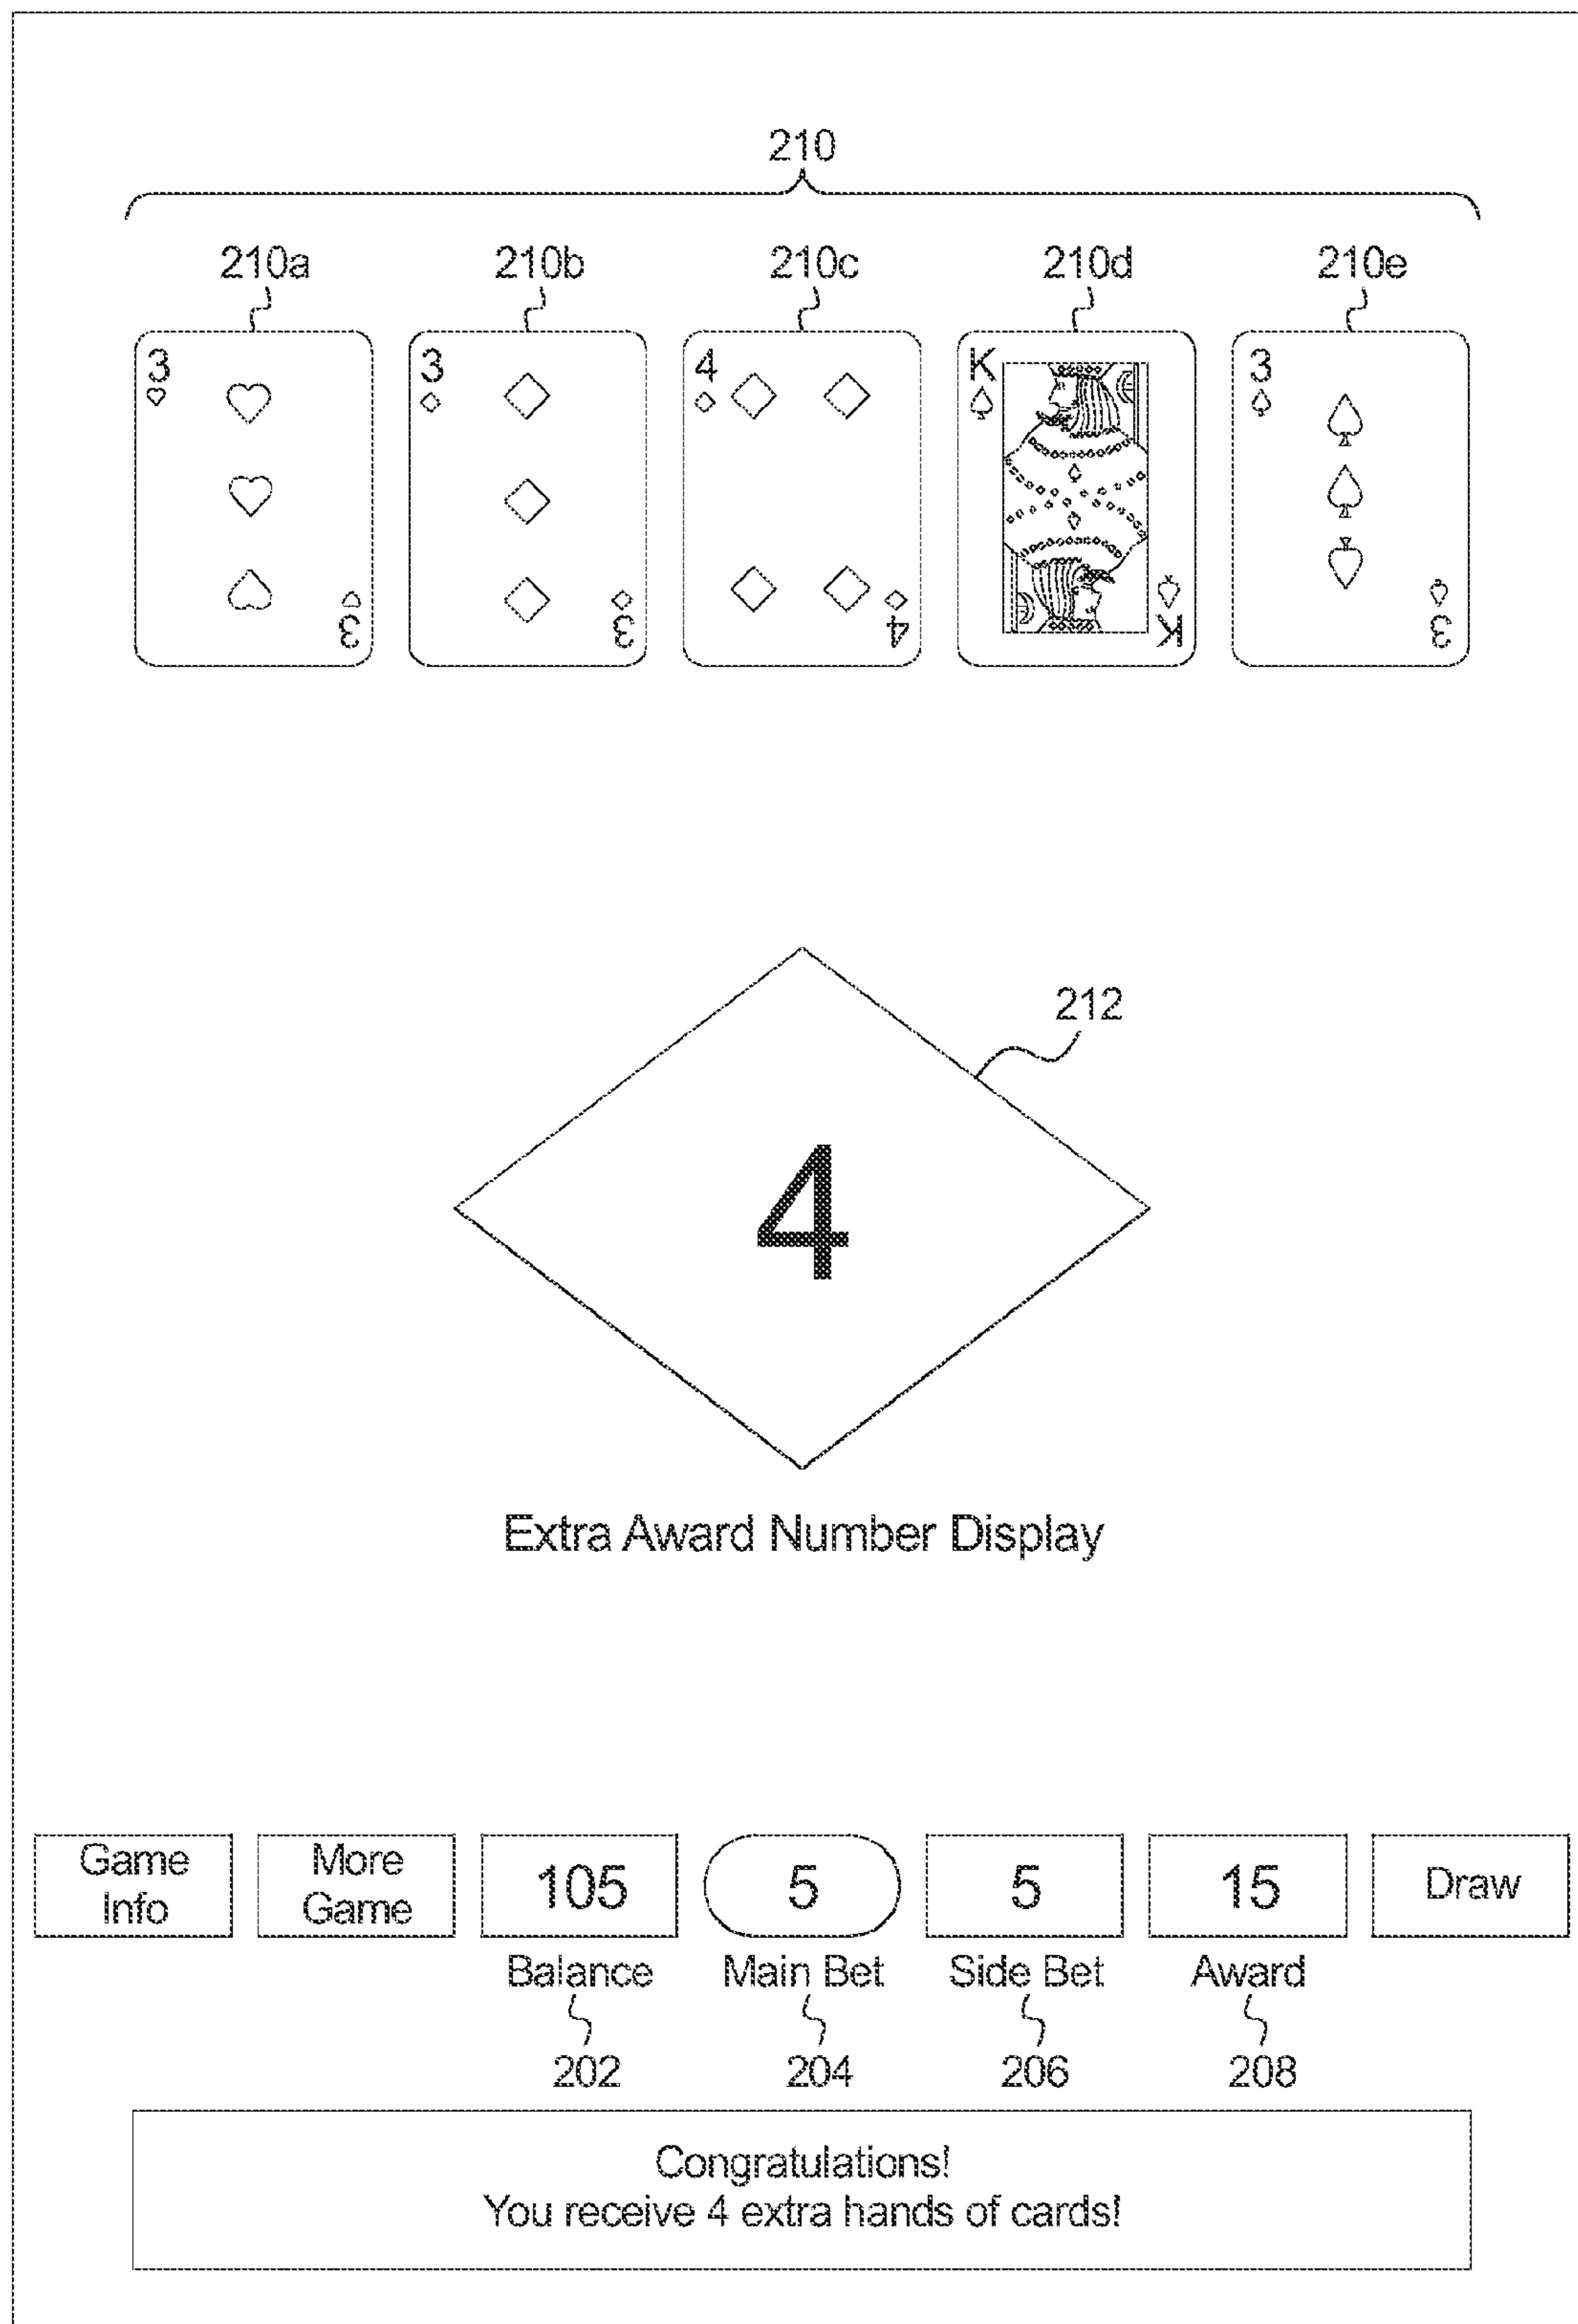 210
210a 210b 210c 210d 210e
3 3 4 K 3
3 3 4 K 3
212
4
Extra Award Number Display
Game Info More Game 105 5 5 15 Draw
Balance Main Bet Side Bet Award
202 204 206 208
Congratulations!
You receive 4 extra hands of cards!